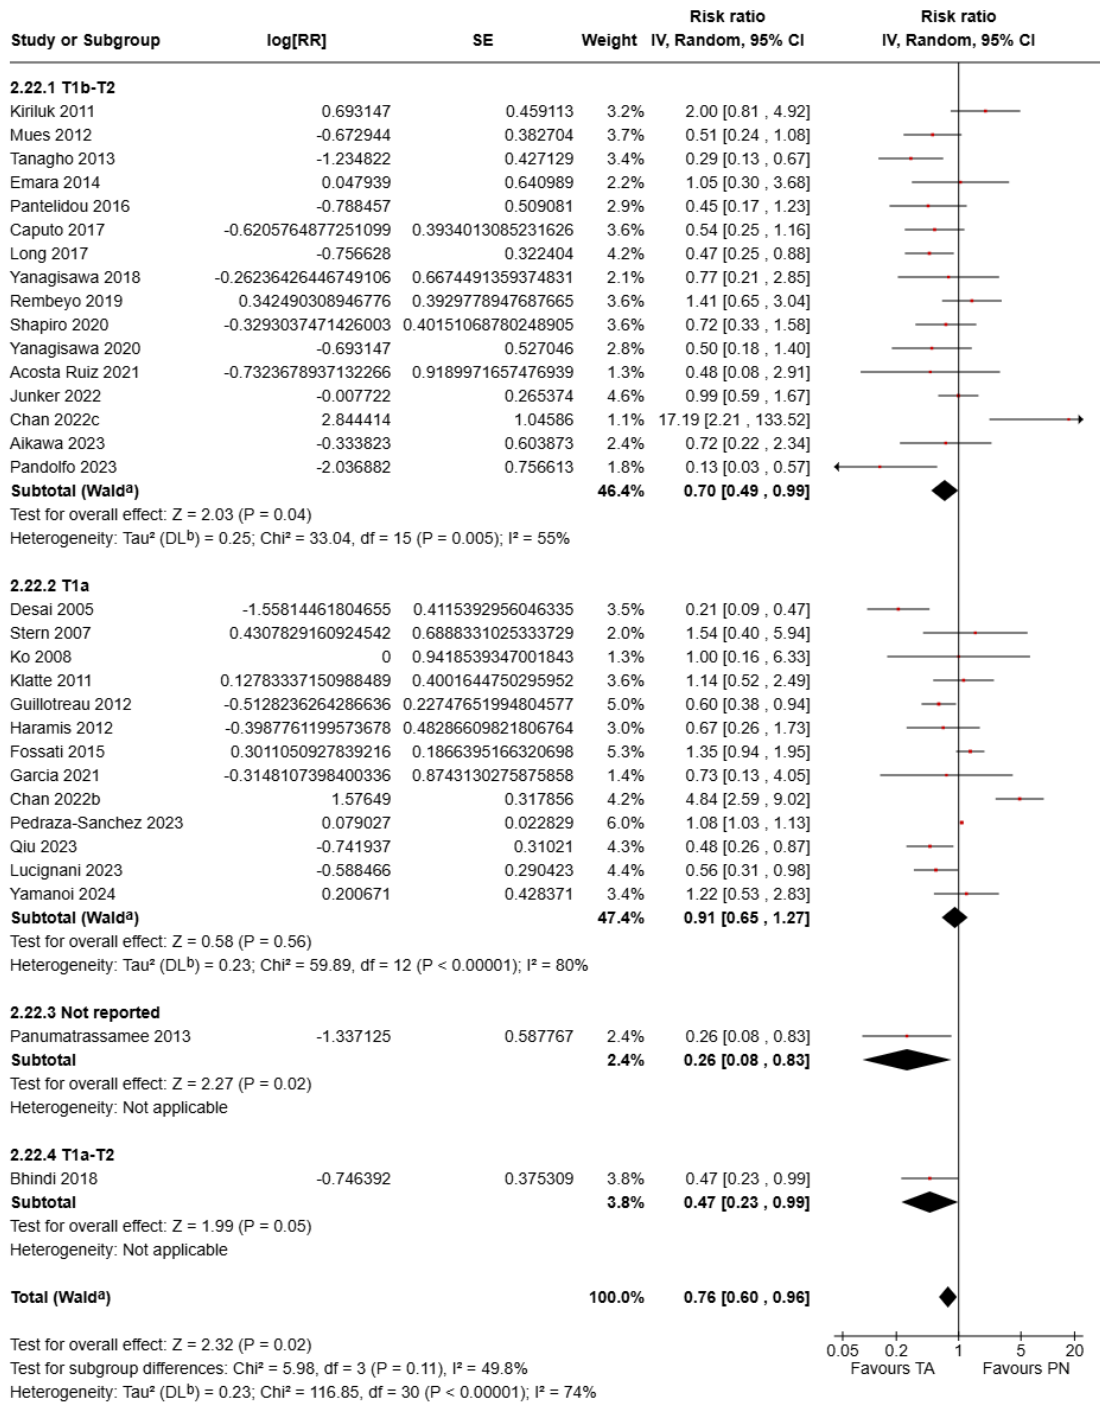 Risk ratio Risk ratio
Study or Subgroup log[RR] SE Weight IV, Random, 95% CI IV, Random, 95% CI
2.22.1 T1b-T2
Kiriluk 2011 0.693147 0.459113 3.2% 2.00 [0.81 , 4.92]
Mues 2012 -0.672944 0.382704 3.7% 0.51 [0.24 , 1.08]
Tanagho 2013 -1.234822 0.427129 3.4% 0.29 [0.13 , 0.67]
Emara 2014 0.047939 0.640989 2.2% 1.05 [0.30 , 3.68]
Pantelidou 2016 -0.788457 0.509081 2.9% 0.45 [0.17 , 1.23]
Caputo 2017 -0.6205764877251099 0.3934013085231626 3.6% 0.54 [0.25 , 1.16]
Long 2017 -0.756628 0.322404 4.2% 0.47 [0.25 , 0.88]
Yanagisawa 2018 -0.26236426446749106 0.6674491359374831 2.1% 0.77 [0.21 , 2.85]
Rembeyo 2019 0.342490308946776 0.3929778947687665 3.6% 1.41 [0.65 , 3.04]
Shapiro 2020 -0.3293037471426003 0.40151068780248905 3.6% 0.72 [0.33 , 1.58]
Yanagisawa 2020 -0.693147 0.527046 2.8% 0.50 [0.18 , 1.40]
Acosta Ruiz 2021 -0.7323678937132266 0.9189971657476939 1.3% 0.48 [0.08 , 2.91]
Junker 2022 -0.007722 0.265374 4.6% 0.99 [0.59 , 1.67]
Chan 2022c 2.844414 1.04586 1.1% 17.19 [2.21 , 133.52]
Aikawa 2023 -0.333823 0.603873 2.4% 0.72 [0.22 , 2.34]
Pandolfo 2023 -2.036882 0.756613 1.8% 0.13 [0.03 , 0.57]
Subtotal (Waldᵃ) 46.4% 0.70 [0.49 , 0.99]
Test for overall effect: Z = 2.03 (P = 0.04)
Heterogeneity: Tau² (DLᵇ) = 0.25; Chi² = 33.04, df = 15 (P = 0.005); I² = 55%
2.22.2 T1a
Desai 2005 -1.55814461804655 0.4115392956046335 3.5% 0.21 [0.09 , 0.47]
Stern 2007 0.4307829160924542 0.6888331025333729 2.0% 1.54 [0.40 , 5.94]
Ko 2008 0 0.9418539347001843 1.3% 1.00 [0.16 , 6.33]
Klatte 2011 0.12783337150988489 0.4001644750295952 3.6% 1.14 [0.52 , 2.49]
Guillotreau 2012 -0.5128236264286636 0.22747651994804577 5.0% 0.60 [0.38 , 0.94]
Haramis 2012 -0.3987761199573678 0.48286609821806764 3.0% 0.67 [0.26 , 1.73]
Fossati 2015 0.3011050927839216 0.1866395166320698 5.3% 1.35 [0.94 , 1.95]
Garcia 2021 -0.3148107398400336 0.8743130275875858 1.4% 0.73 [0.13 , 4.05]
Chan 2022b 1.57649 0.317856 4.2% 4.84 [2.59 , 9.02]
Pedraza-Sanchez 2023 0.079027 0.022829 6.0% 1.08 [1.03 , 1.13]
Qiu 2023 -0.741937 0.31021 4.3% 0.48 [0.26 , 0.87]
Lucignani 2023 -0.588466 0.290423 4.4% 0.56 [0.31 , 0.98]
Yamanoi 2024 0.200671 0.428371 3.4% 1.22 [0.53 , 2.83]
Subtotal (Waldᵃ) 47.4% 0.91 [0.65 , 1.27]
Test for overall effect: Z = 0.58 (P = 0.56)
Heterogeneity: Tau² (DLᵇ) = 0.23; Chi² = 59.89, df = 12 (P < 0.00001); I² = 80%
2.22.3 Not reported
Panumatrassamee 2013 -1.337125 0.587767 2.4% 0.26 [0.08 , 0.83]
Subtotal 2.4% 0.26 [0.08 , 0.83]
Test for overall effect: Z = 2.27 (P = 0.02)
Heterogeneity: Not applicable
2.22.4 T1a-T2
Bhindi 2018 -0.746392 0.375309 3.8% 0.47 [0.23 , 0.99]
Subtotal 3.8% 0.47 [0.23 , 0.99]
Test for overall effect: Z = 1.99 (P = 0.05)
Heterogeneity: Not applicable
Total (Waldᵃ) 100.0% 0.76 [0.60 , 0.96]
Test for overall effect: Z = 2.32 (P = 0.02)
Test for subgroup differences: Chi² = 5.98, df = 3 (P = 0.11), I² = 49.8%
Heterogeneity: Tau² (DLᵇ) = 0.23; Chi² = 116.85, df = 30 (P < 0.00001); I² = 74%
0.05 0.2 1 5 20
Favours TA Favours PN